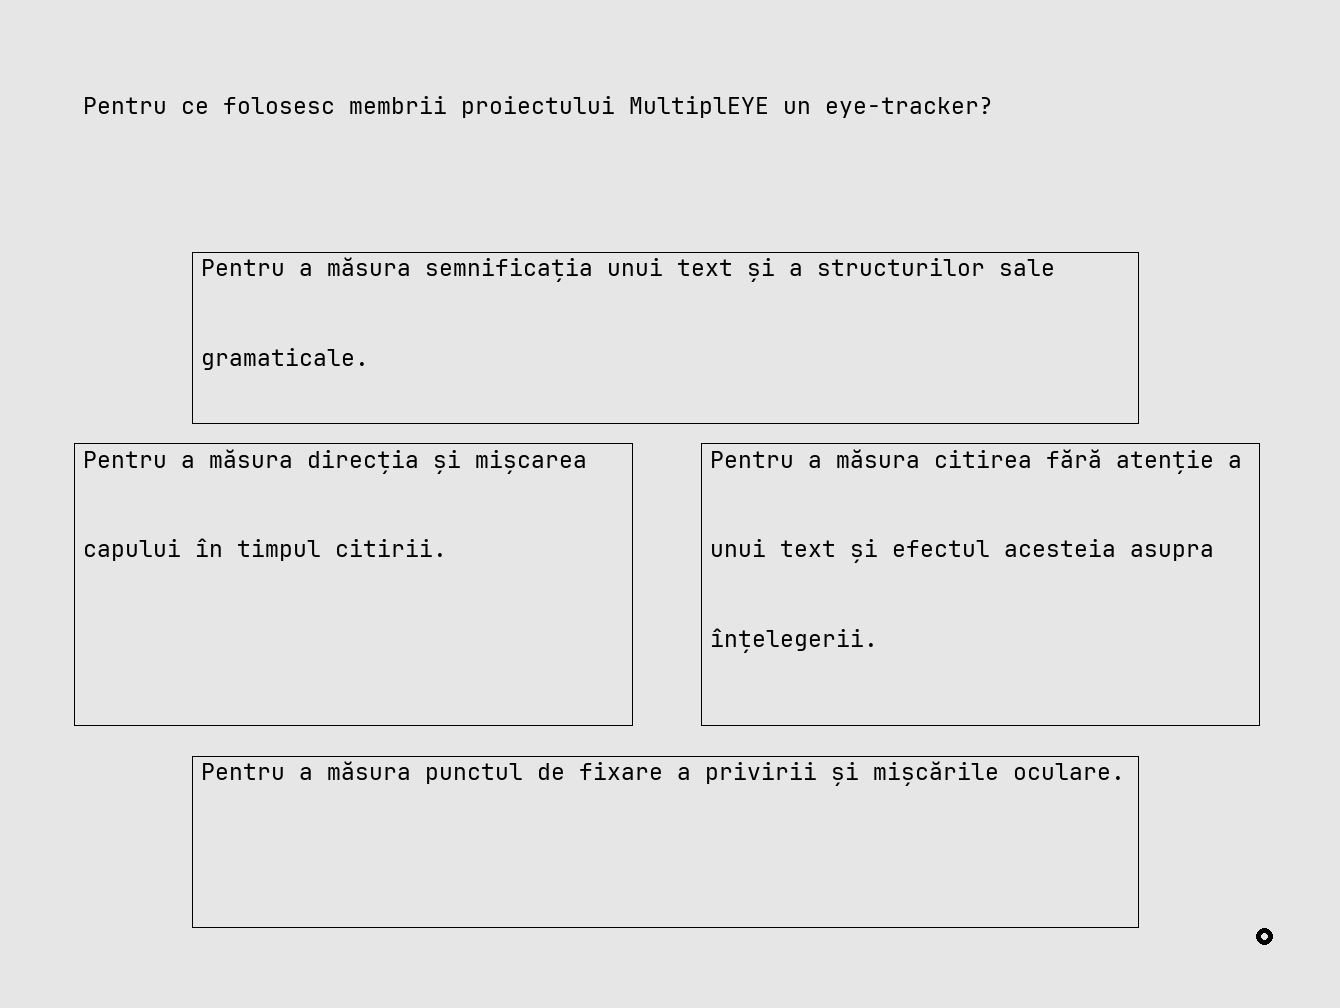 Pentru ce folosesc membrii proiectului MultiplEYE un eye-tracker?
Pentru a măsura semnificația unui text și a structurilor sale
gramaticale.
Pentru a măsura direcția și mișcarea
capului în timpul citirii.
Pentru a măsura citirea fără atenție a
unui text și efectul acesteia asupra
înțelegerii.
Pentru a măsura punctul de fixare a privirii și mișcările oculare.